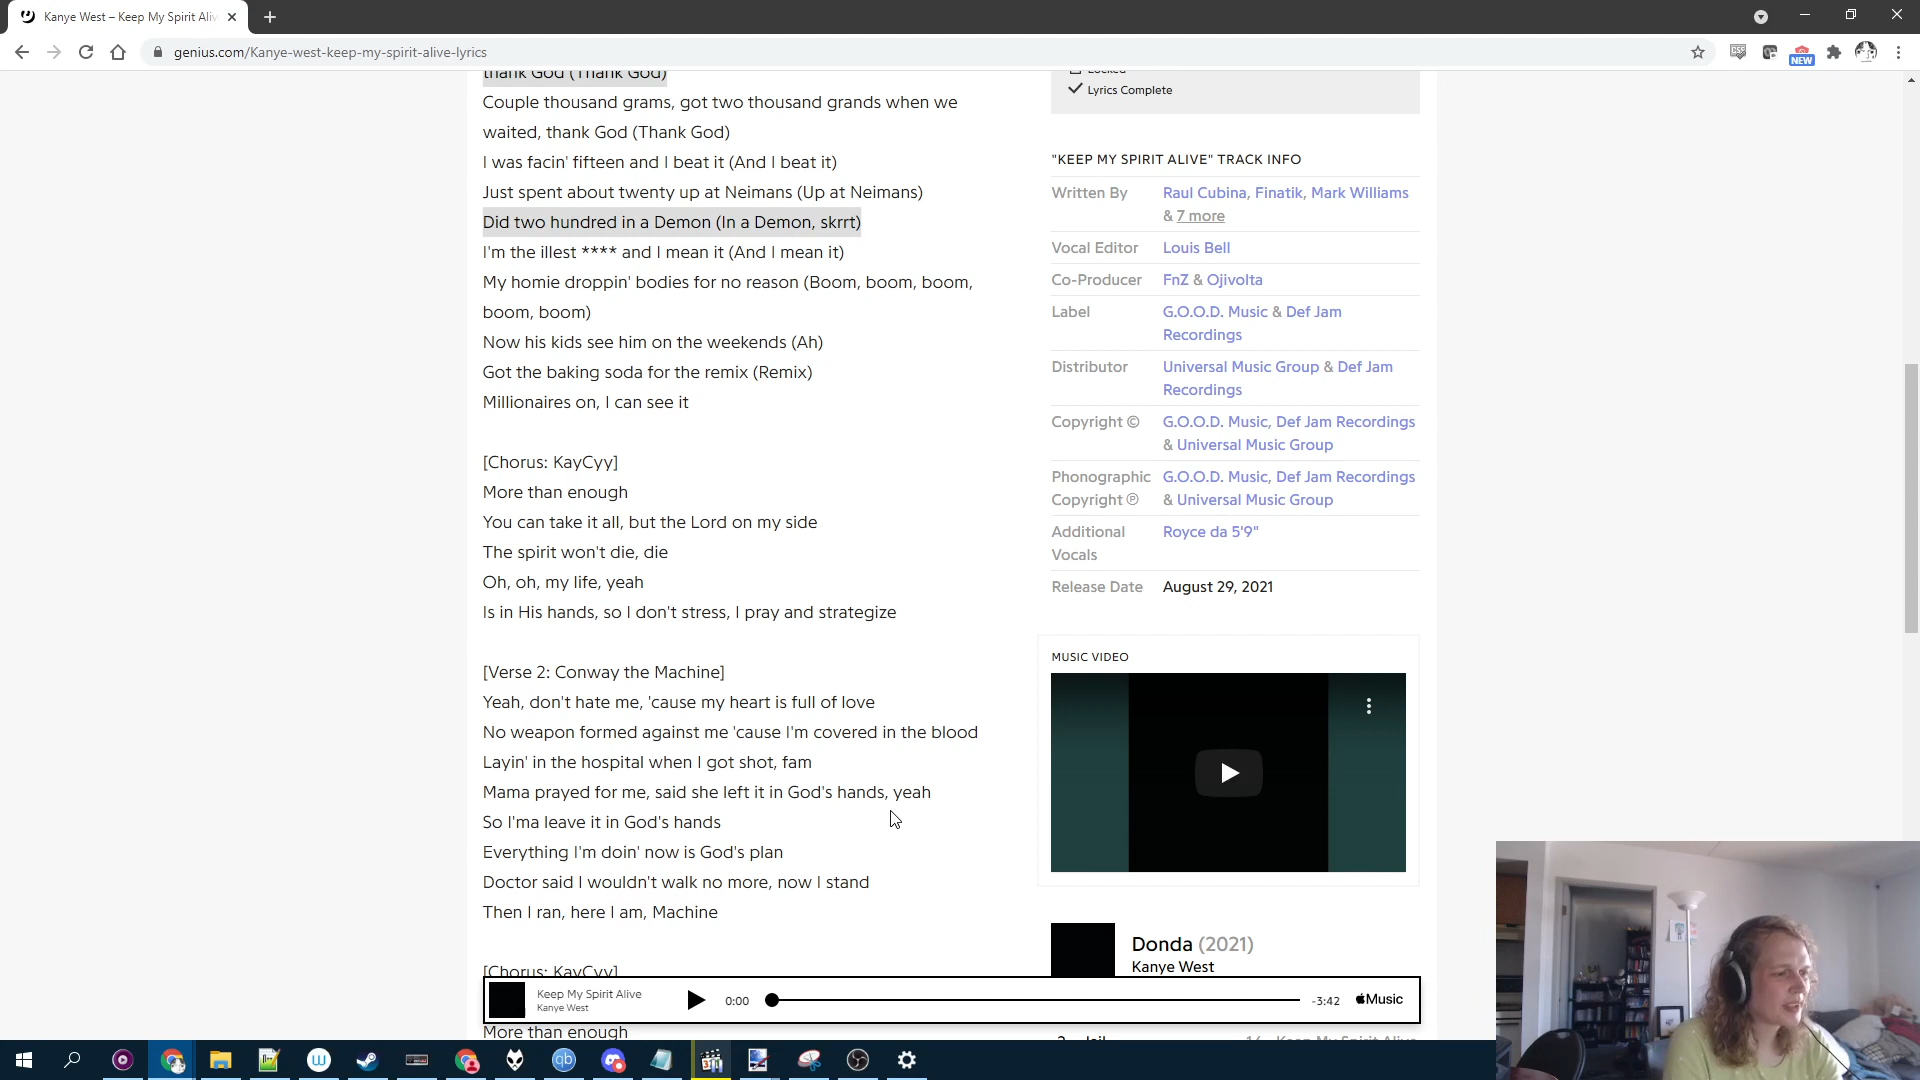 Kanye West – Keep My Spirit Aliv
genius.com/Kanye-west-keep-my-spirit-alive-lyrics
NEW
thank God (Thank God)
Couple thousand grams, got two thousand grands when we
waited, thank God (Thank God)
I was facin' fifteen and I beat it (And I beat it)
Just spent about twenty up at Neimans (Up at Neimans)
Did two hundred in a Demon (In a Demon, skrrt)
I'm the illest **** and I mean it (And I mean it)
My homie droppin' bodies for no reason (Boom, boom, boom,
boom, boom)
Now his kids see him on the weekends (Ah)
Got the baking soda for the remix (Remix)
Millionaires on, I can see it
[Chorus: KayCyy]
More than enough
You can take it all, but the Lord on my side
The spirit won't die, die
Oh, oh, my life, yeah
Is in His hands, so I don't stress, I pray and strategize
[Verse 2: Conway the Machine]
Yeah, don't hate me, 'cause my heart is full of love
No weapon formed against me 'cause I'm covered in the blood
Layin' in the hospital when I got shot, fam
Mama prayed for me, said she left it in God's hands, yeah
So I'ma leave it in God's hands
Everything I'm doin' now is God's plan
Doctor said I wouldn't walk no more, now I stand
Then I ran, here I am, Machine
[Chorus: KayCyy]
More than enough
Locked
Lyrics Complete
"KEEP MY SPIRIT ALIVE" TRACK INFO
Written By Raul Cubina, Finatik, Mark Williams
& 7 more
Vocal Editor Louis Bell
Co-Producer FnZ & Ojivolta
Label G.O.O.D. Music & Def Jam
Recordings
Distributor Universal Music Group & Def Jam
Recordings
Copyright © G.O.O.D. Music, Def Jam Recordings
& Universal Music Group
Phonographic G.O.O.D. Music, Def Jam Recordings
Copyright ℗ & Universal Music Group
Additional Royce da 5'9"
Vocals
Release Date August 29, 2021
MUSIC VIDEO
Donda (2021)
Kanye West
2. Jail
14. Keep My Spirit Alive
Keep My Spirit Alive
Kanye West
0:00
-3:42
Music